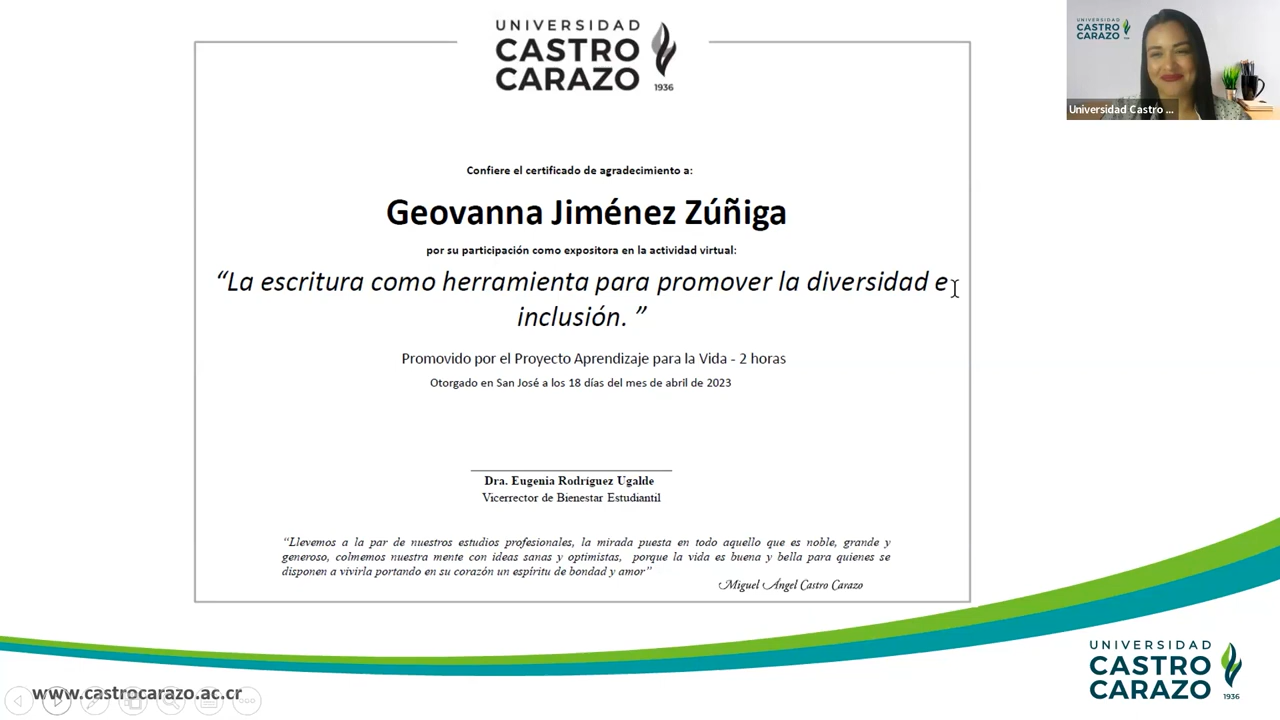 UNIVERSIDAD
CASTRO
CARAZO
1936
UNIVERSIDAD
CASTRO
CARAZO
Universidad Castro ...
Confiere el certificado de agradecimiento a:
Geovanna Jiménez Zúñiga
por su participación como expositora en la actividad virtual:
“La escritura como herramienta para promover la diversidad e
inclusión. ”
Promovido por el Proyecto Aprendizaje para la Vida - 2 horas
Otorgado en San José a los 18 días del mes de abril de 2023
Dra. Eugenia Rodríguez Ugalde
Vicerrector de Bienestar Estudiantil
“Llevemos a la par de nuestros estudios profesionales, la mirada puesta en todo aquello que es noble, grande y
generoso, colmemos nuestra mente con ideas sanas y optimistas, porque la vida es buena y bella para quienes se
disponen a vivirla portando en su corazón un espíritu de bondad y amor”
Miguel Ángel Castro Carazo
www.castrocarazo.ac.cr
UNIVERSIDAD
CASTRO
CARAZO
1936